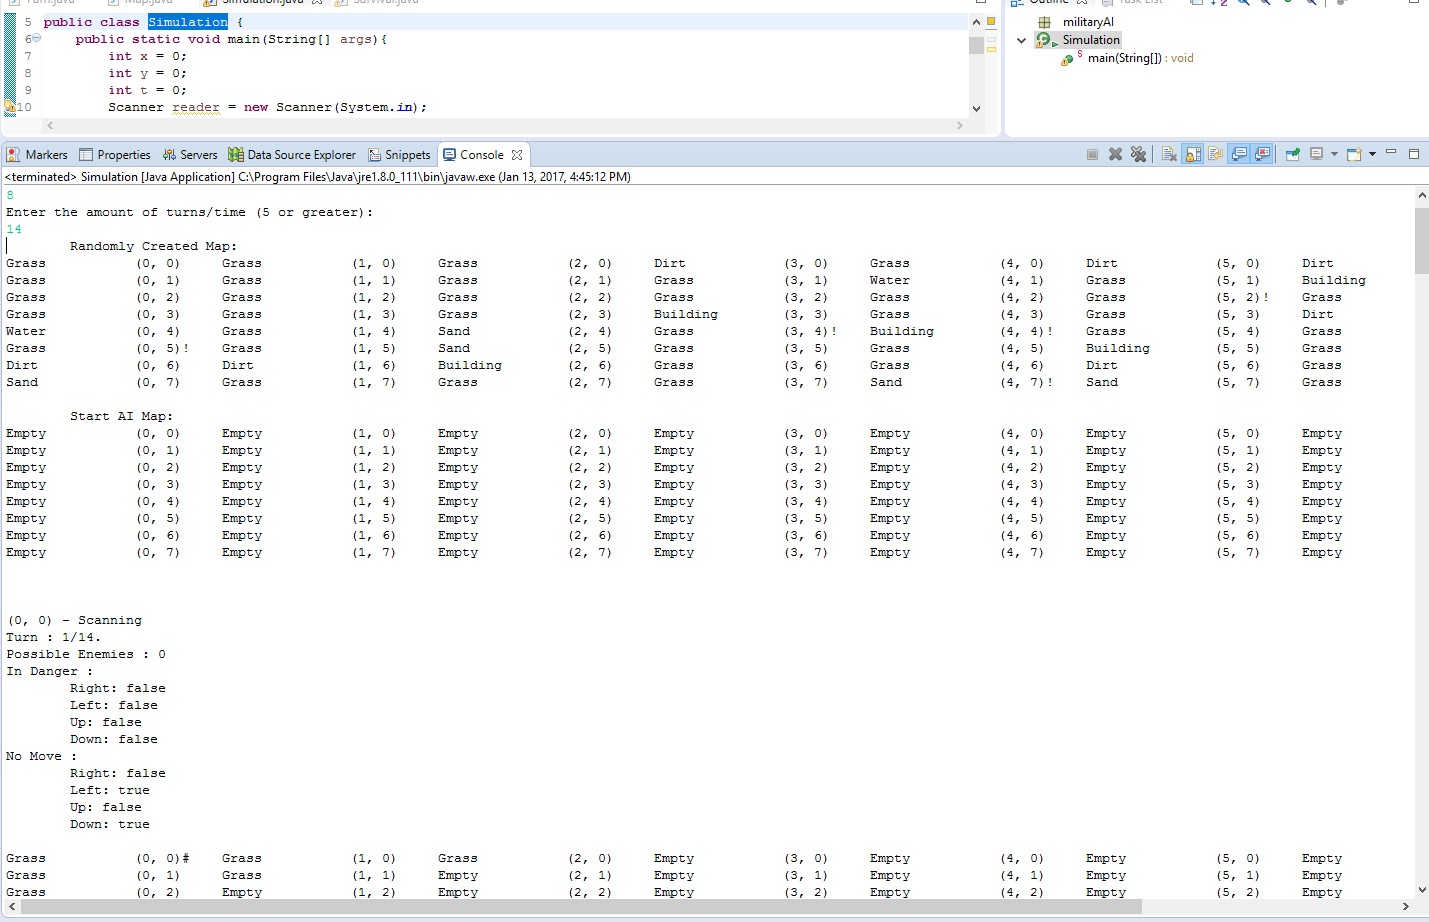 Turn.java Map.java Simulation.java Survival.java
5 public class Simulation {
6 public static void main(String[] args){
7 int x = 0;
8 int y = 0;
9 int t = 0;
10 Scanner reader = new Scanner(System.in);
Outline Task List
militaryAI
Simulation
main(String[]) : void
Markers Properties Servers Data Source Explorer Snippets Console
<terminated> Simulation [Java Application] C:\Program Files\Java\jre1.8.0_111\bin\javaw.exe (Jan 13, 2017, 4:45:12 PM)
8
Enter the amount of turns/time (5 or greater):
14
Randomly Created Map:
Grass (0, 0) Grass (1, 0) Grass (2, 0) Dirt (3, 0) Grass (4, 0) Dirt (5, 0) Dirt
Grass (0, 1) Grass (1, 1) Grass (2, 1) Grass (3, 1) Water (4, 1) Grass (5, 1) Building
Grass (0, 2) Grass (1, 2) Grass (2, 2) Grass (3, 2) Grass (4, 2) Grass (5, 2)! Grass
Grass (0, 3) Grass (1, 3) Grass (2, 3) Building (3, 3) Grass (4, 3) Grass (5, 3) Dirt
Water (0, 4) Grass (1, 4) Sand (2, 4) Grass (3, 4)! Building (4, 4)! Grass (5, 4) Grass
Grass (0, 5)! Grass (1, 5) Sand (2, 5) Grass (3, 5) Grass (4, 5) Building (5, 5) Grass
Dirt (0, 6) Dirt (1, 6) Building (2, 6) Grass (3, 6) Grass (4, 6) Dirt (5, 6) Grass
Sand (0, 7) Grass (1, 7) Grass (2, 7) Grass (3, 7) Sand (4, 7)! Sand (5, 7) Grass
Start AI Map:
Empty (0, 0) Empty (1, 0) Empty (2, 0) Empty (3, 0) Empty (4, 0) Empty (5, 0) Empty
Empty (0, 1) Empty (1, 1) Empty (2, 1) Empty (3, 1) Empty (4, 1) Empty (5, 1) Empty
Empty (0, 2) Empty (1, 2) Empty (2, 2) Empty (3, 2) Empty (4, 2) Empty (5, 2) Empty
Empty (0, 3) Empty (1, 3) Empty (2, 3) Empty (3, 3) Empty (4, 3) Empty (5, 3) Empty
Empty (0, 4) Empty (1, 4) Empty (2, 4) Empty (3, 4) Empty (4, 4) Empty (5, 4) Empty
Empty (0, 5) Empty (1, 5) Empty (2, 5) Empty (3, 5) Empty (4, 5) Empty (5, 5) Empty
Empty (0, 6) Empty (1, 6) Empty (2, 6) Empty (3, 6) Empty (4, 6) Empty (5, 6) Empty
Empty (0, 7) Empty (1, 7) Empty (2, 7) Empty (3, 7) Empty (4, 7) Empty (5, 7) Empty
(0, 0) - Scanning
Turn : 1/14.
Possible Enemies : 0
In Danger :
Right: false
Left: false
Up: false
Down: false
No Move :
Right: false
Left: true
Up: false
Down: true
Grass (0, 0)# Grass (1, 0) Grass (2, 0) Empty (3, 0) Empty (4, 0) Empty (5, 0) Empty
Grass (0, 1) Grass (1, 1) Empty (2, 1) Empty (3, 1) Empty (4, 1) Empty (5, 1) Empty
Grass (0, 2) Empty (1, 2) Empty (2, 2) Empty (3, 2) Empty (4, 2) Empty (5, 2) Empty